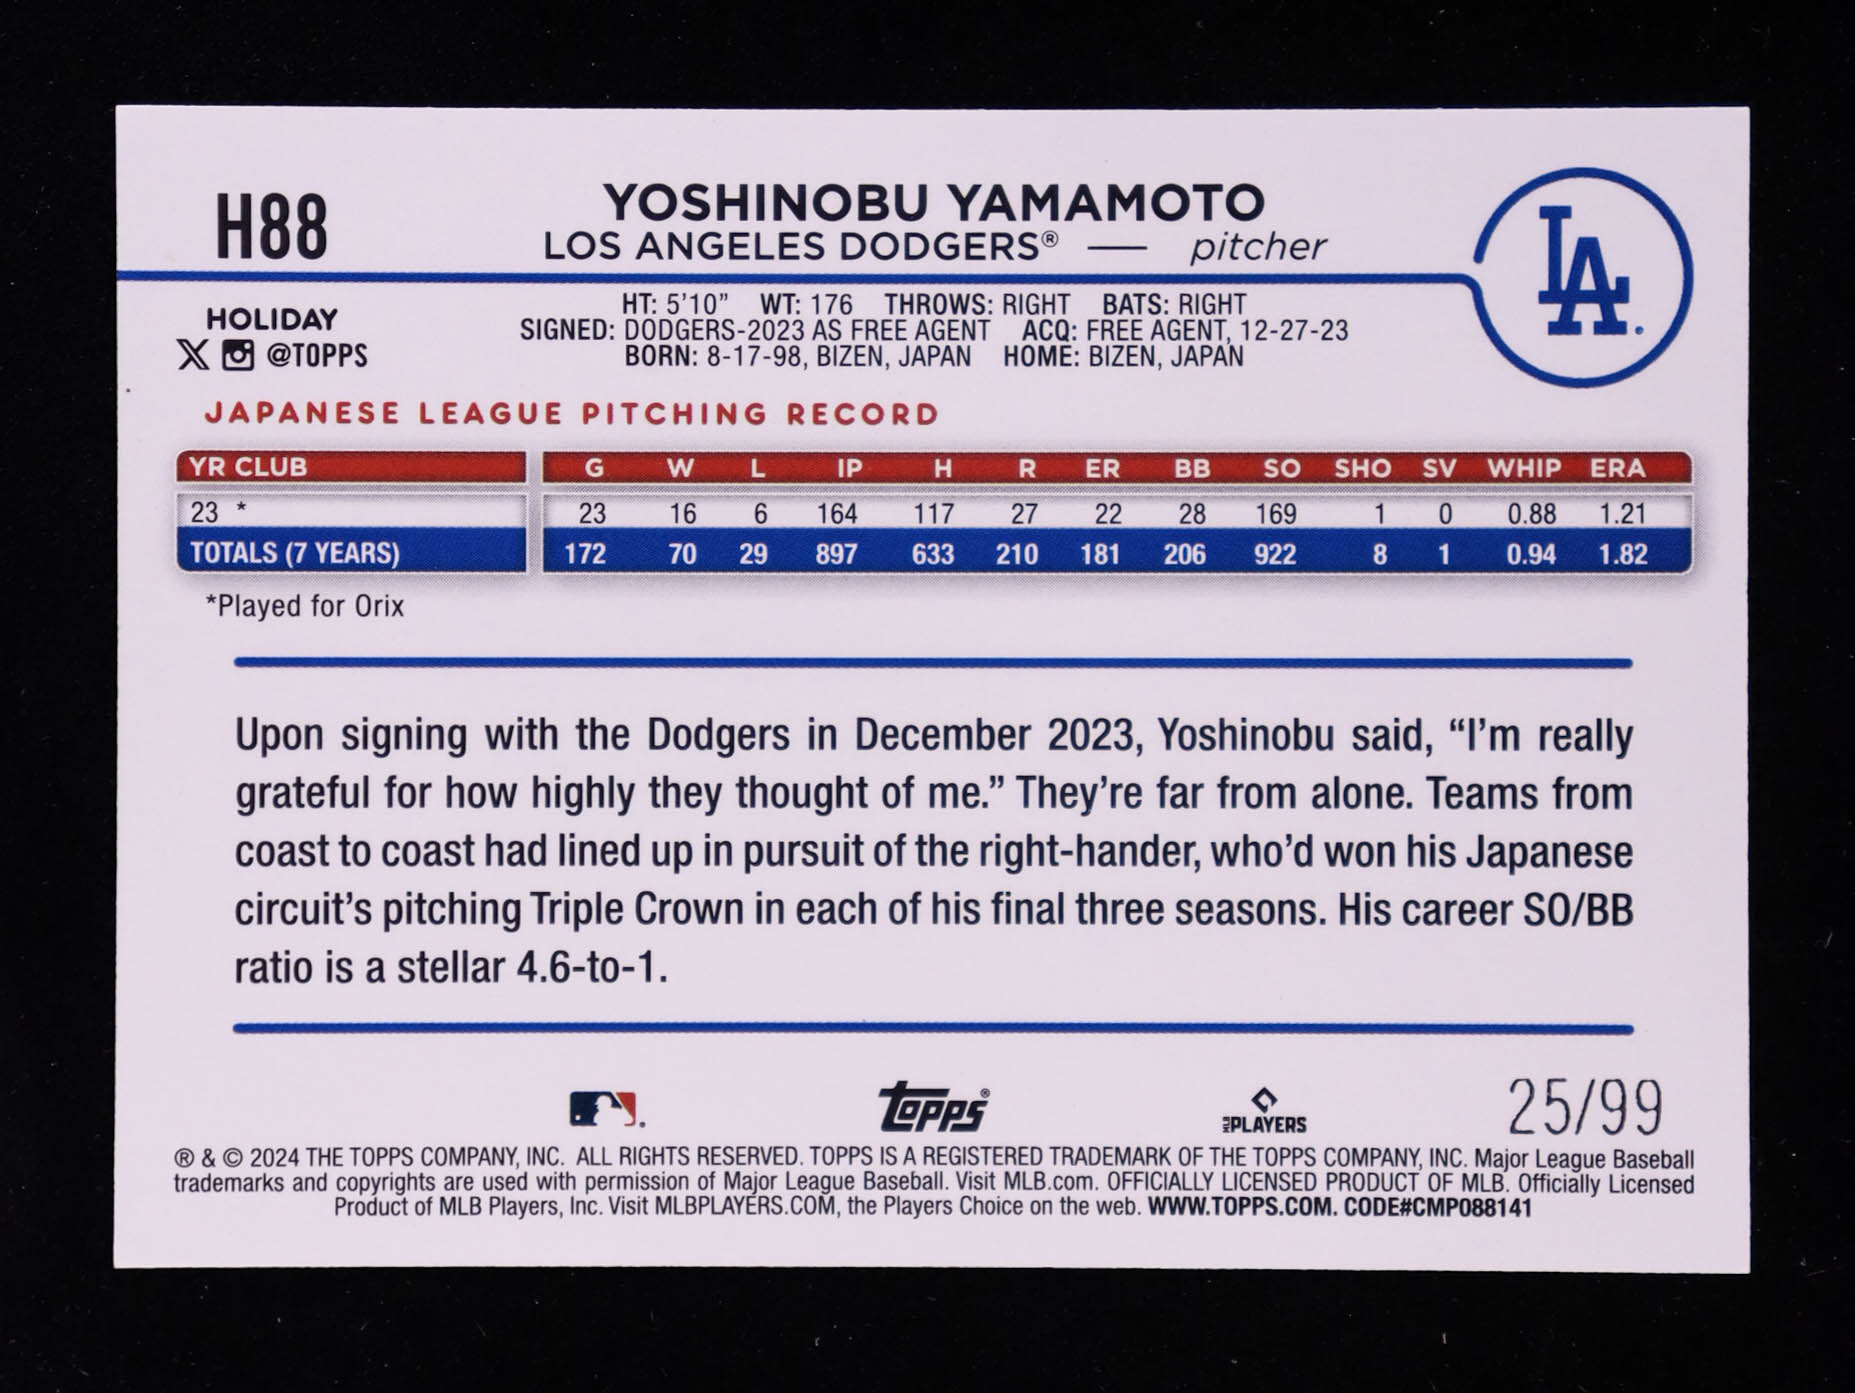 H88
YOSHINOBU YAMAMOTO
LOS ANGELES DODGERS® — pitcher
LA
HOLIDAY
X @TOPPS
HT: 5'10" WT: 176 THROWS: RIGHT BATS: RIGHT
SIGNED: DODGERS-2023 AS FREE AGENT ACQ: FREE AGENT, 12-27-23
BORN: 8-17-98, BIZEN, JAPAN HOME: BIZEN, JAPAN
JAPANESE LEAGUE PITCHING RECORD
YR CLUB G W L IP H R ER BB SO SHO SV WHIP ERA
23 * 23 16 6 164 117 27 22 28 169 1 0 0.88 1.21
TOTALS (7 YEARS) 172 70 29 897 633 210 181 206 922 8 1 0.94 1.82
*Played for Orix
Upon signing with the Dodgers in December 2023, Yoshinobu said, “I’m really
grateful for how highly they thought of me.” They’re far from alone. Teams from
coast to coast had lined up in pursuit of the right-hander, who’d won his Japanese
circuit’s pitching Triple Crown in each of his final three seasons. His career SO/BB
ratio is a stellar 4.6-to-1.
Topps®
MLB PLAYERS
25/99
® & © 2024 THE TOPPS COMPANY, INC. ALL RIGHTS RESERVED. TOPPS IS A REGISTERED TRADEMARK OF THE TOPPS COMPANY, INC. Major League Baseball
trademarks and copyrights are used with permission of Major League Baseball. Visit MLB.com. OFFICIALLY LICENSED PRODUCT OF MLB. Officially Licensed
Product of MLB Players, Inc. Visit MLBPLAYERS.COM, the Players Choice on the web. WWW.TOPPS.COM. CODE#CMP088141